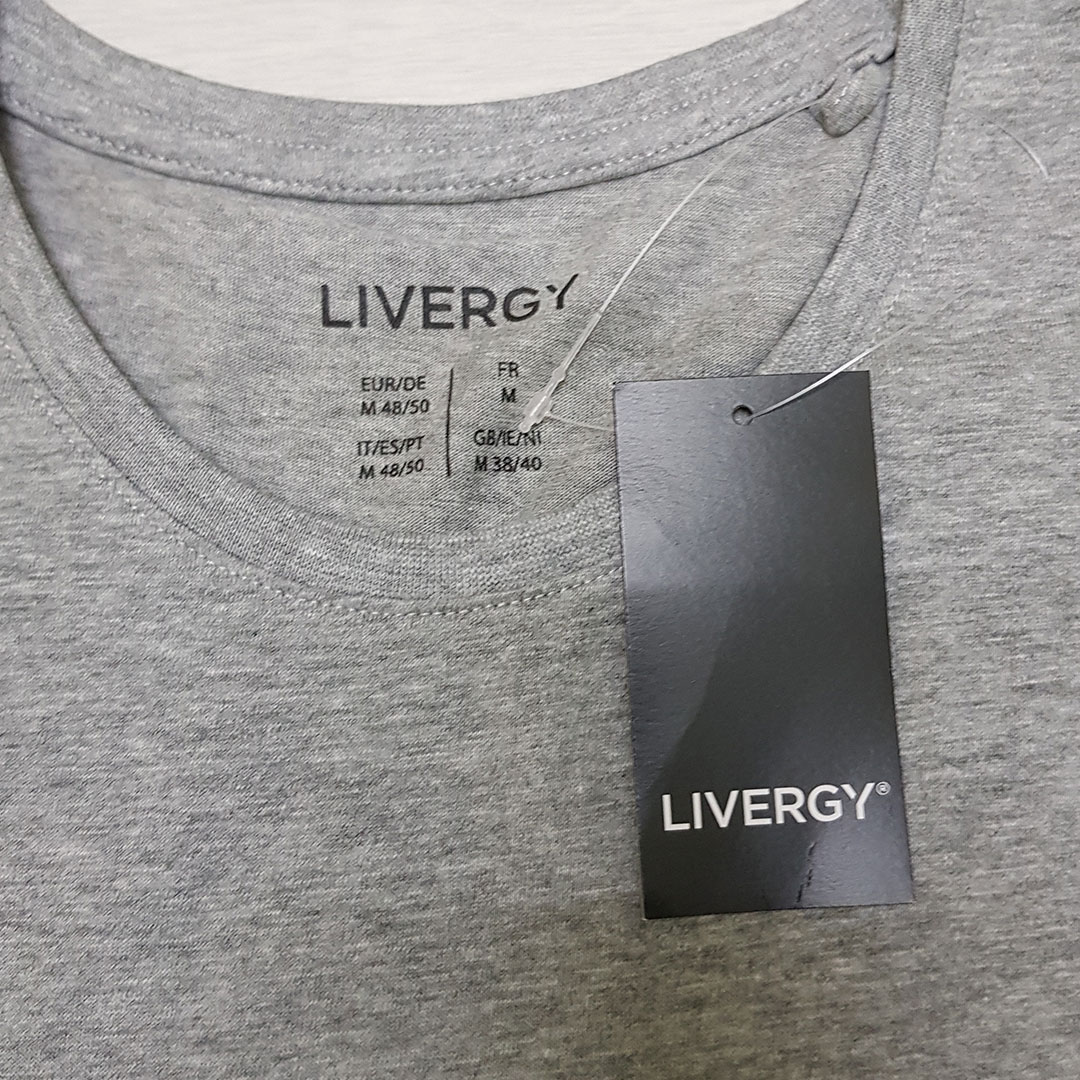 LIVERGY
EUR/DE
M 48/50
FR
M
IT/ES/PT
M 48/50
GB/IE/NI
M 38/40
LIVERGY®